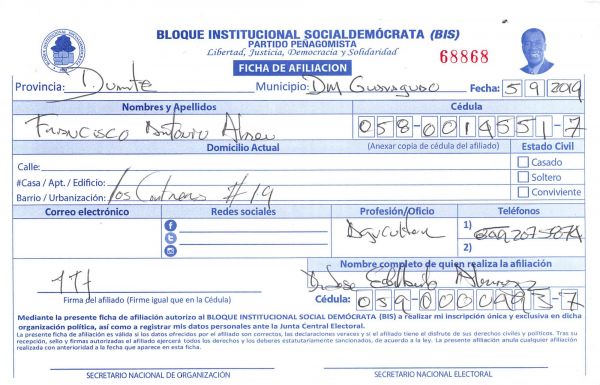 BLOQUE INSTITUCIONAL SOCIALDEMÓCRATA (BIS)
PARTIDO PEÑAGOMISTA
Libertad, Justicia, Democracia y Solidaridad
68868
FICHA DE AFILIACION
Provincia: Duarte Municipio: DM Guaraguao Fecha: 5 9 2019
Nombres y Apellidos Cédula
Francisco Antonio Abreu 058-0014551-7
Domicilio Actual (Anexar copia de cédula del afiliado) Estado Civil
Calle: Casado
#Casa / Apt. / Edificio: Soltero
Barrio / Urbanización: Los Contreras #19 Conviviente
Correo electrónico Redes sociales Profesión/Oficio Teléfonos
Agricultor 1)
2)
Nombre completo de quien realiza la afiliación
Jose Edilberto
Firma del afiliado (Firme igual que en la Cédula) Cédula: 059-0000493-7
Mediante la presente ficha de afiliación autorizo al BLOQUE INSTITUCIONAL SOCIAL DEMÓCRATA (BIS) a realizar mi inscripción única y exclusiva en dicha
organización política, así como a registrar mis datos personales ante la Junta Central Electoral.
La presente ficha de afiliación es válida si los datos ofrecidos por el afiliado son correctos, las declaraciones veraces y si el afiliado tiene el disfrute de sus derechos civiles y políticos. Tras su
recepción, sello y firmas autorizadas el afiliado ejercerá todos los derechos y los deberes estatutariamente sancionados, de acuerdo a la ley. La presente afiliación anula cualquier afiliación
realizada con anterioridad a la fecha que aparece en esta ficha.
SECRETARIO NACIONAL DE ORGANIZACIÓN SECRETARIO NACIONAL ELECTORAL